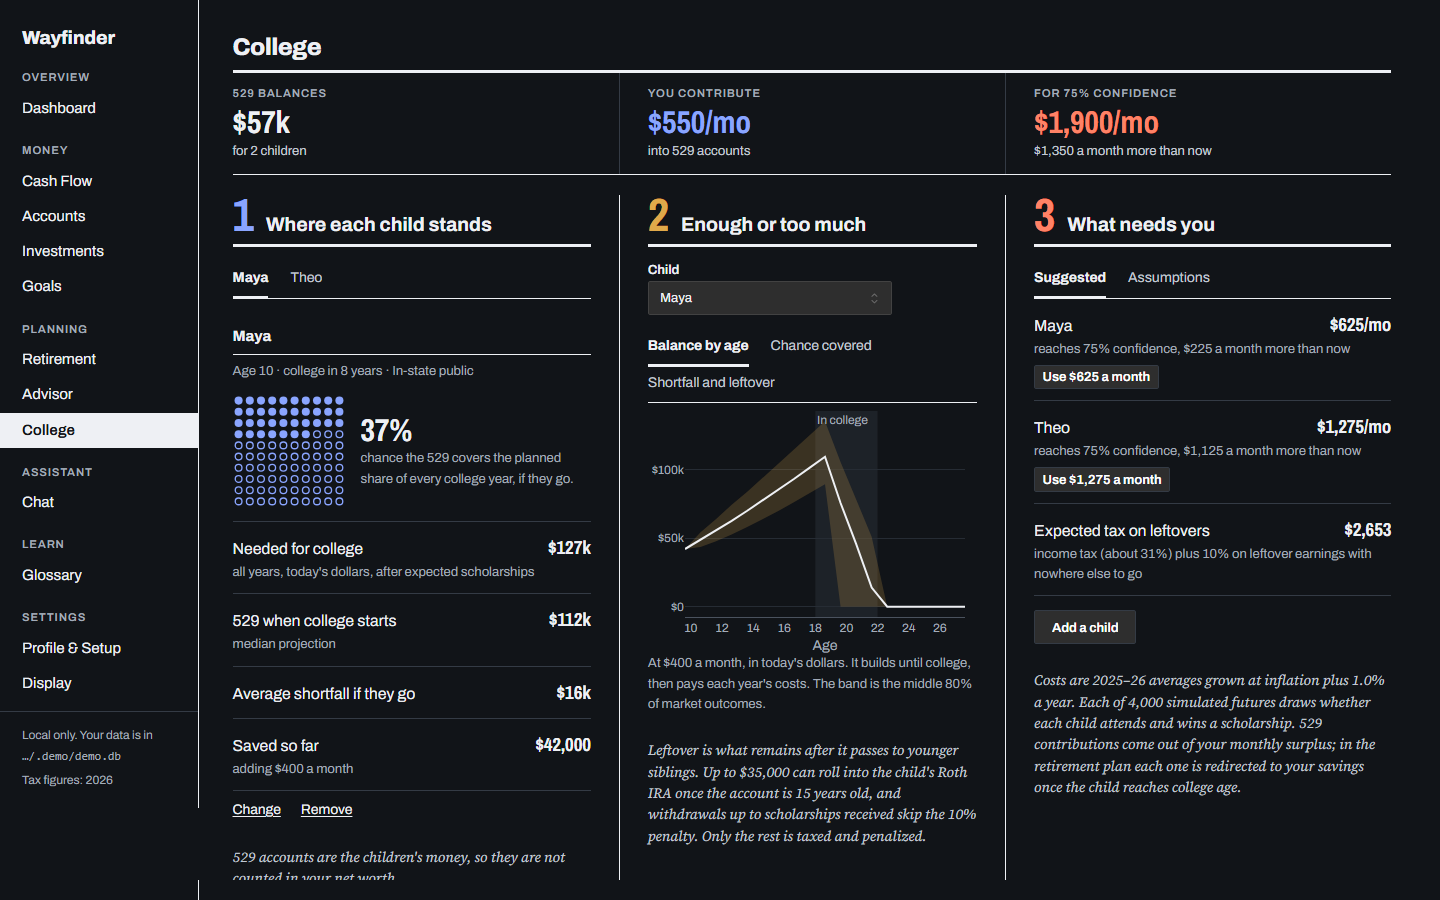 Wayfinder
OVERVIEW
Dashboard
MONEY
Cash Flow
Accounts
Investments
Goals
PLANNING
Retirement
Advisor
College
ASSISTANT
Chat
LEARN
Glossary
SETTINGS
Profile & Setup
Display
Local only. Your data is in
…/.demo/demo.db
Tax figures: 2026
College
529 BALANCES
$57k
for 2 children
YOU CONTRIBUTE
$550/mo
into 529 accounts
FOR 75% CONFIDENCE
$1,900/mo
$1,350 a month more than now
1 Where each child stands
Maya Theo
Maya
Age 10 · college in 8 years · In-state public
37%
chance the 529 covers the planned
share of every college year, if they go.
Needed for college $127k
all years, today's dollars, after expected scholarships
529 when college starts $112k
median projection
Average shortfall if they go $16k
Saved so far $42,000
adding $400 a month
Change Remove
529 accounts are the children's money, so they are not
counted in your net worth.
2 Enough or too much
Child
Maya
Balance by age Chance covered
Shortfall and leftover
In college
$100k
$50k
$0
10 12 14 16 18 20 22 24 26
Age
At $400 a month, in today's dollars. It builds until college,
then pays each year's costs. The band is the middle 80%
of market outcomes.
Leftover is what remains after it passes to younger
siblings. Up to $35,000 can roll into the child's Roth
IRA once the account is 15 years old, and
withdrawals up to scholarships received skip the 10%
penalty. Only the rest is taxed and penalized.
3 What needs you
Suggested Assumptions
Maya $625/mo
reaches 75% confidence, $225 a month more than now
Use $625 a month
Theo $1,275/mo
reaches 75% confidence, $1,125 a month more than now
Use $1,275 a month
Expected tax on leftovers $2,653
income tax (about 31%) plus 10% on leftover earnings with
nowhere else to go
Add a child
Costs are 2025–26 averages grown at inflation plus 1.0%
a year. Each of 4,000 simulated futures draws whether
each child attends and wins a scholarship. 529
contributions come out of your monthly surplus; in the
retirement plan each one is redirected to your savings
once the child reaches college age.